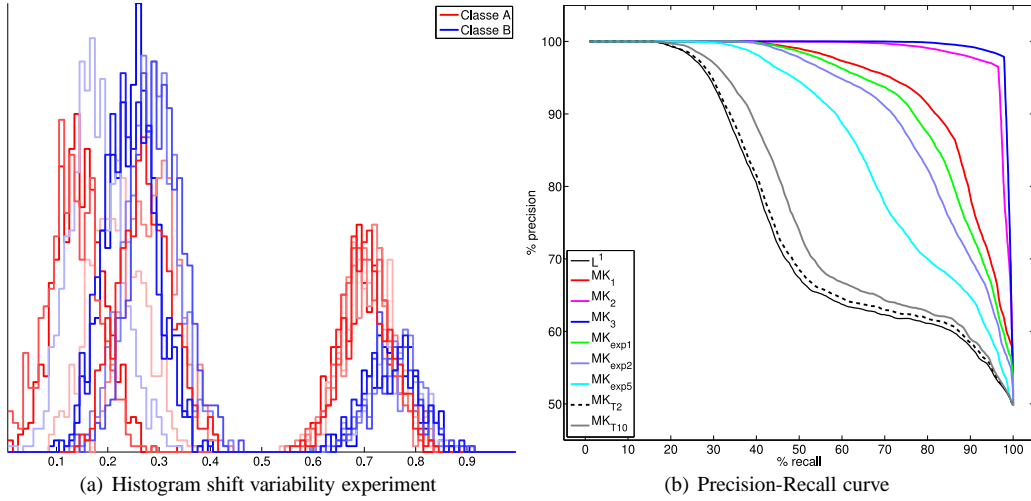 Classe A
Classe B
0.1 0.2 0.3 0.4 0.5 0.6 0.7 0.8 0.9
(a) Histogram shift variability experiment
% precision
100
90
80
70
60
50
L¹
MK₁
MK₂
MK₃
MKexp1
MKexp2
MKexp5
MKT2
MKT10
0 10 20 30 40 50 60 70 80 90 100
% recall
(b) Precision-Recall curve